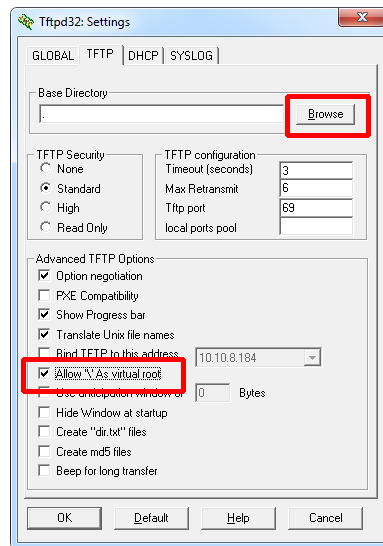 Tftpd32: Settings
GLOBAL TFTP DHCP SYSLOG
Base Directory
.
Browse
TFTP Security
None
Standard
High
Read Only
TFTP configuration
Timeout (seconds) 3
Max Retransmit 6
Tftp port 69
local ports pool
Advanced TFTP Options
Option negotiation
PXE Compatibility
Show Progress bar
Translate Unix file names
Bind TFTP to this address 10.10.8.184
Allow '\' As virtual root
Use anticipation window of 0 Bytes
Hide Window at startup
Create "dir.txt" files
Create md5 files
Beep for long transfer
OK Default Help Cancel